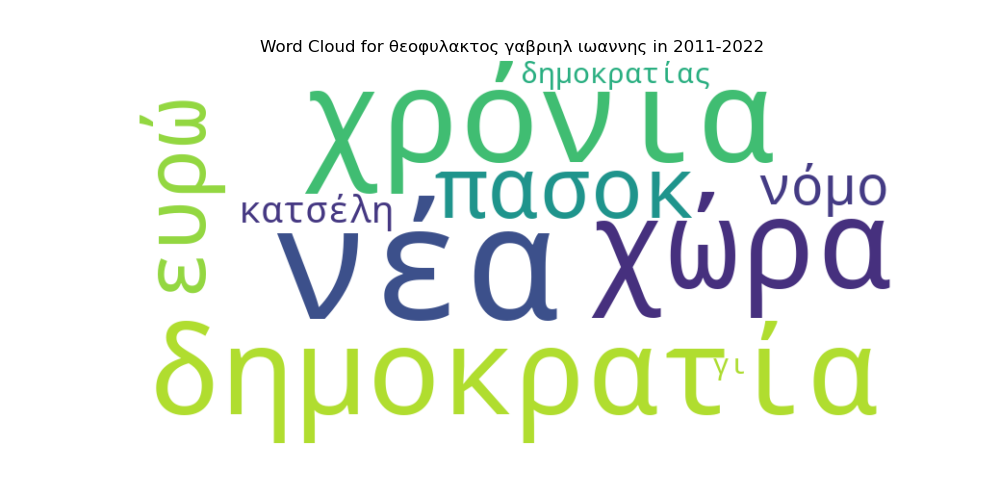 Word Cloud for θεοφυλακτος γαβριηλ ιωαννης in 2011-2022
δημοκρατίας
χρόνια
ευρώ
πασοκ
νόμο
κατσέλη
νέα
χώρα
δημοκρατία
γι